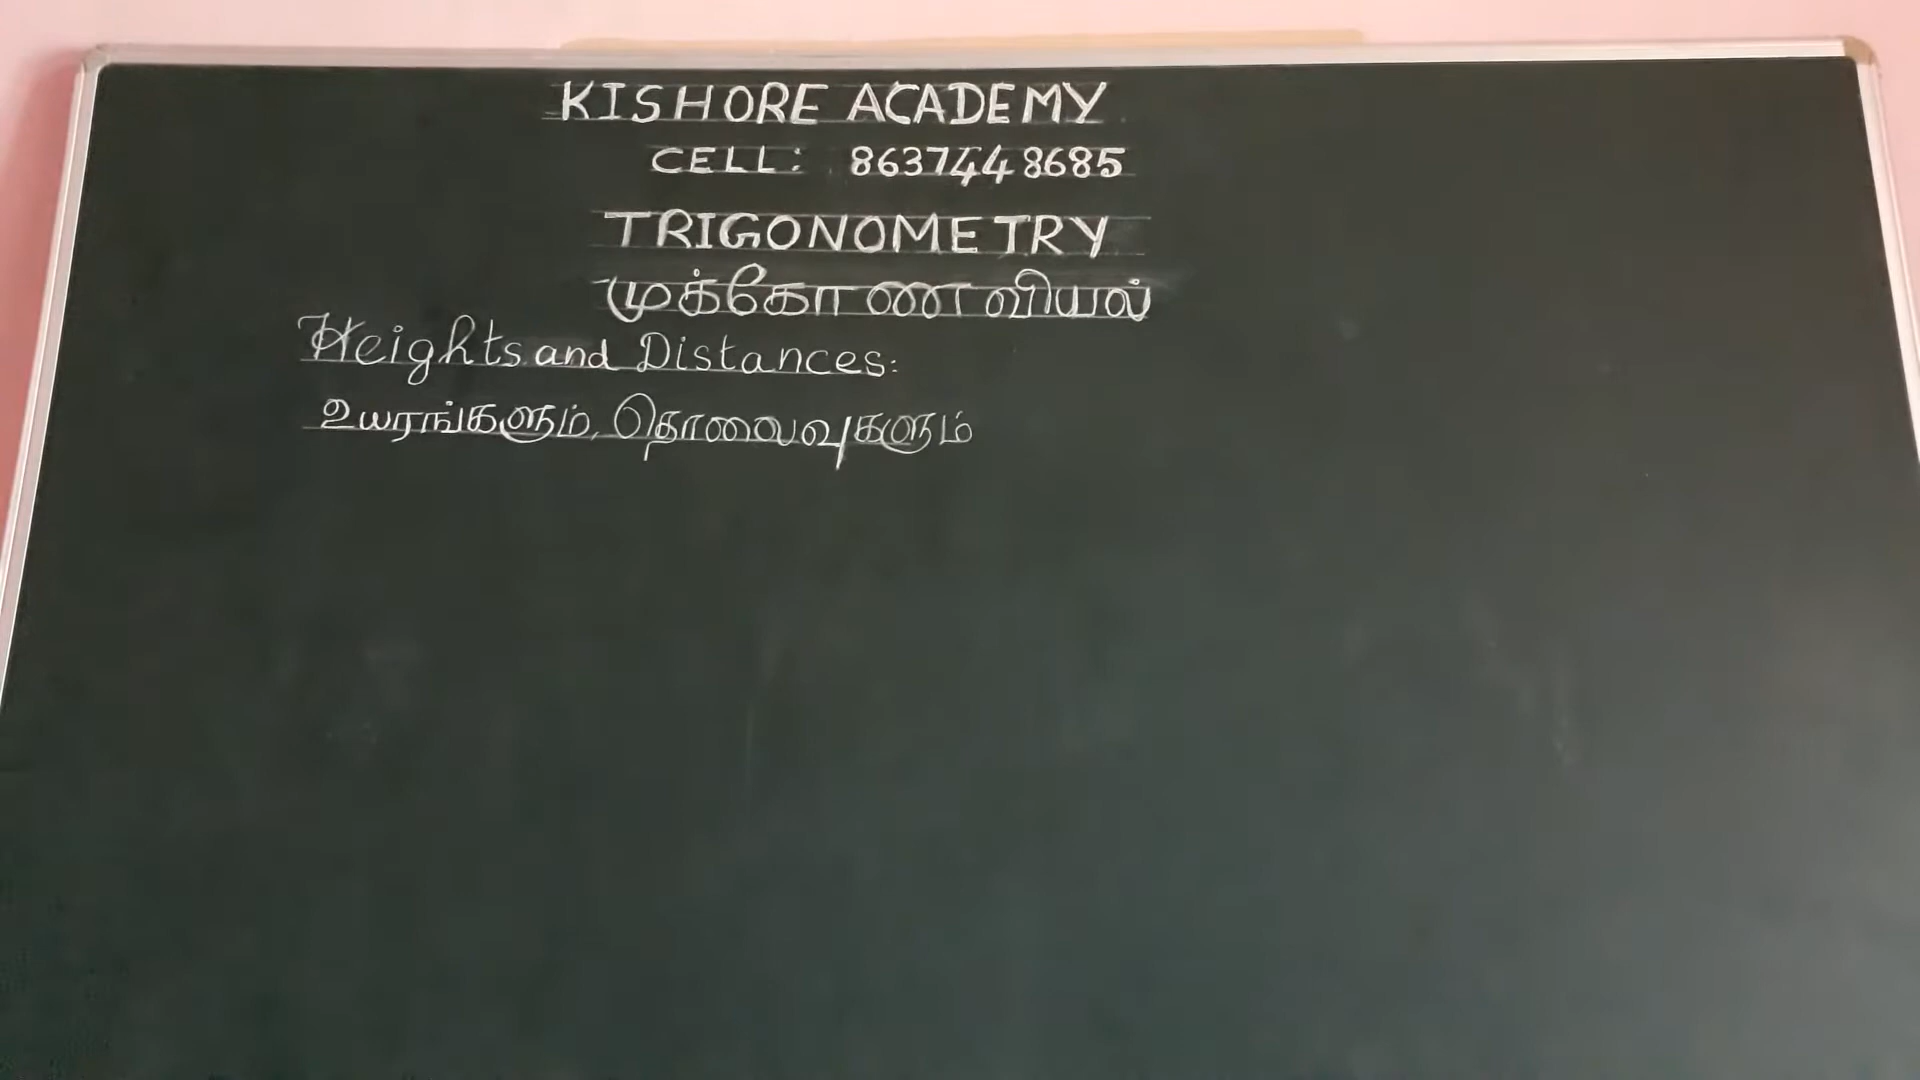 KISHORE ACADEMY
CELL: 8637448685
TRIGONOMETRY
முக்கோணவியல்
Heights and Distances:
உயரங்களும், தொலைவுகளும்